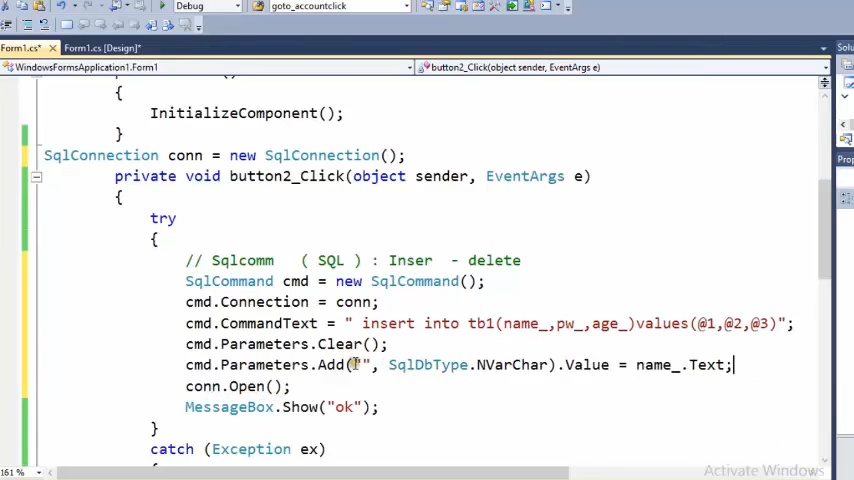 Debug
goto_accountclick
Form1.cs* Form1.cs [Design]*
Solu
WindowsFormsApplication1.Form1 button2_Click(object sender, EventArgs e)
{
InitializeComponent();
}
SqlConnection conn = new SqlConnection();
private void button2_Click(object sender, EventArgs e)
{
try
{
// Sqlcomm ( SQL ) : Inser - delete
SqlCommand cmd = new SqlCommand();
cmd.Connection = conn;
cmd.CommandText = " insert into tb1(name_,pw_,age_)values(@1,@2,@3)";
cmd.Parameters.Clear();
cmd.Parameters.Add("", SqlDbType.NVarChar).Value = name_.Text;
conn.Open();
MessageBox.Show("ok");
}
catch (Exception ex)
Prop
161 %
Activate Windows